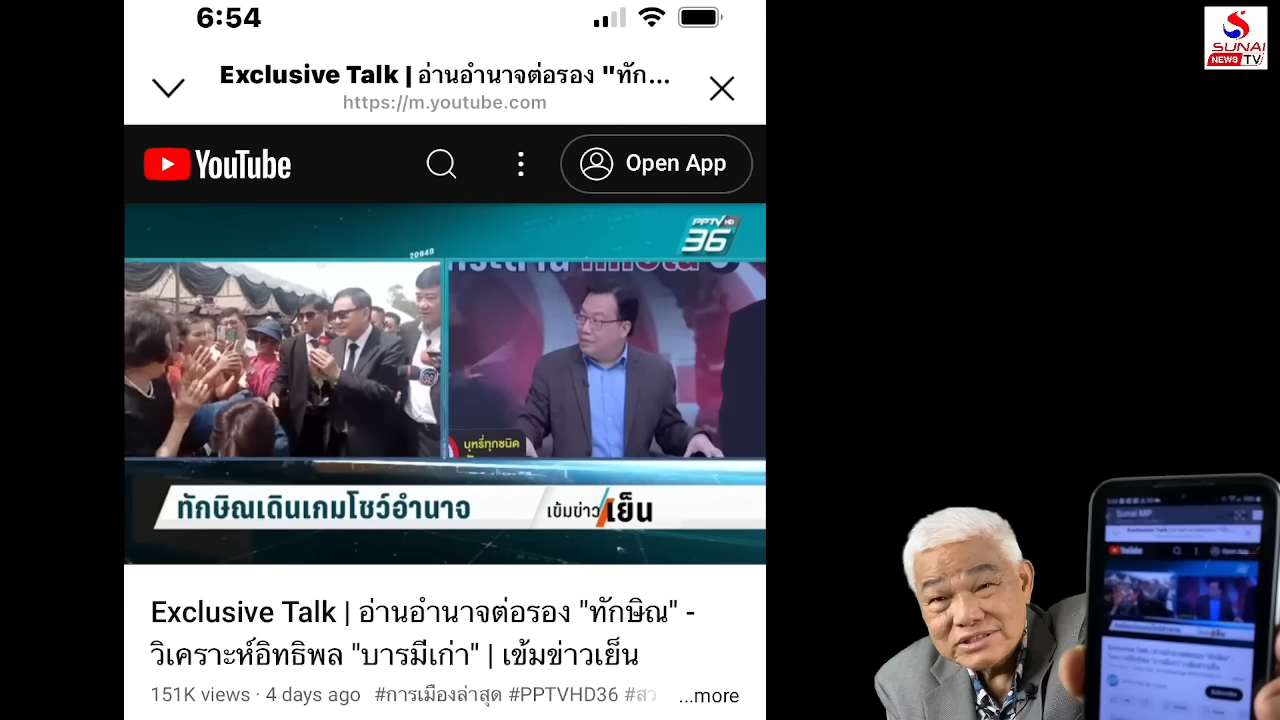 6:54
Exclusive Talk | อ่านอำนาจต่อรอง "ทัก...
https://m.youtube.com
SUNAI
NEWS TV
YouTube
Open App
PPTV HD
36
20949
บุหรี่ทุกชนิด
ทักษิณเดินเกมโชว์อำนาจ
เข้มข่าวเย็น
Exclusive Talk | อ่านอำนาจต่อรอง "ทักษิณ" -
วิเคราะห์อิทธิพล "บารมีเก่า" | เข้มข่าวเย็น
151K views · 4 days ago #การเมืองล่าสุด #PPTVHD36 #สว ...more
Sunai MP
YouTube